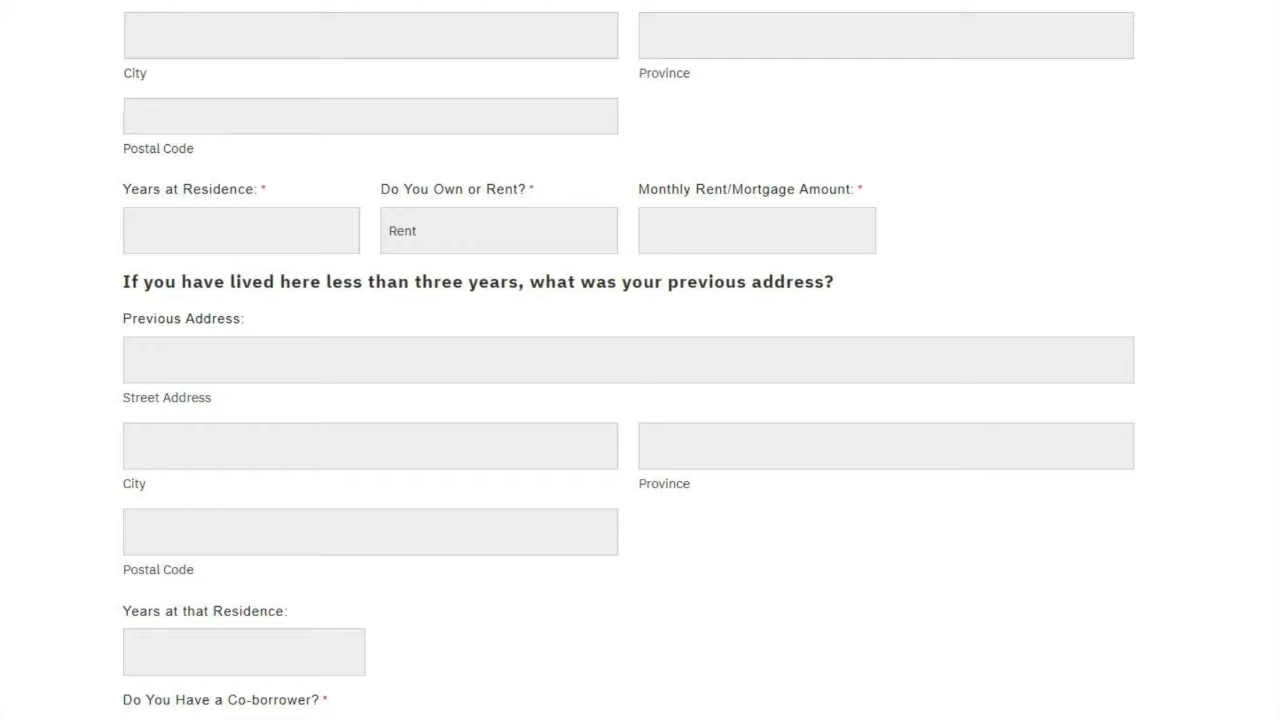 City Province
Postal Code
Years at Residence: * Do You Own or Rent? * Monthly Rent/Mortgage Amount: *
Rent
If you have lived here less than three years, what was your previous address?
Previous Address:
Street Address
City Province
Postal Code
Years at that Residence:
Do You Have a Co-borrower? *